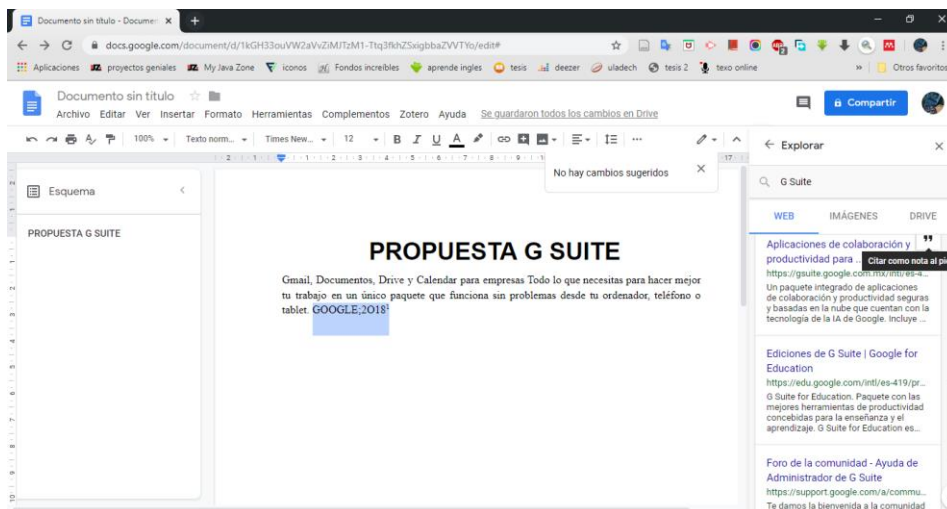 Documento sin título - Documen
docs.google.com/document/d/1kGH33ouVW2aVvZiMJTzM1-Ttq3fkhZSxigbbaZVVTYo/edit#
Aplicaciones proyectos geniales My Java Zone iconos Fondos increíbles aprende ingles tesis deezer uladech tesis 2 texo online » Otros favoritos
Documento sin título
Compartir
Archivo Editar Ver Insertar Formato Herramientas Complementos Zotero Ayuda Se guardaron todos los cambios en Drive
100% Texto norm... Times New... 12 B I U A
Explorar
No hay cambios sugeridos
G Suite
Esquema
WEB IMÁGENES DRIVE
PROPUESTA G SUITE
PROPUESTA G SUITE
Gmail, Documentos, Drive y Calendar para empresas Todo lo que necesitas para hacer mejor
tu trabajo en un único paquete que funciona sin problemas desde tu ordenador, teléfono o
tablet. GOOGLE;2O18¹
Aplicaciones de colaboración y
productividad para ...
Citar como nota al pi
https://gsuite.google.com.mx/intl/es-4...
Un paquete integrado de aplicaciones
de colaboración y productividad seguras
y basadas en la nube que cuentan con la
tecnología de la IA de Google. Incluye ...
Ediciones de G Suite | Google for
Education
https://edu.google.com/intl/es-419/pr...
G Suite for Education. Paquete con las
mejores herramientas de productividad
concebidas para la enseñanza y el
aprendizaje. G Suite for Education es...
Foro de la comunidad - Ayuda de
Administrador de G Suite
https://support.google.com/a/commu...
Te damos la bienvenida a la comunidad